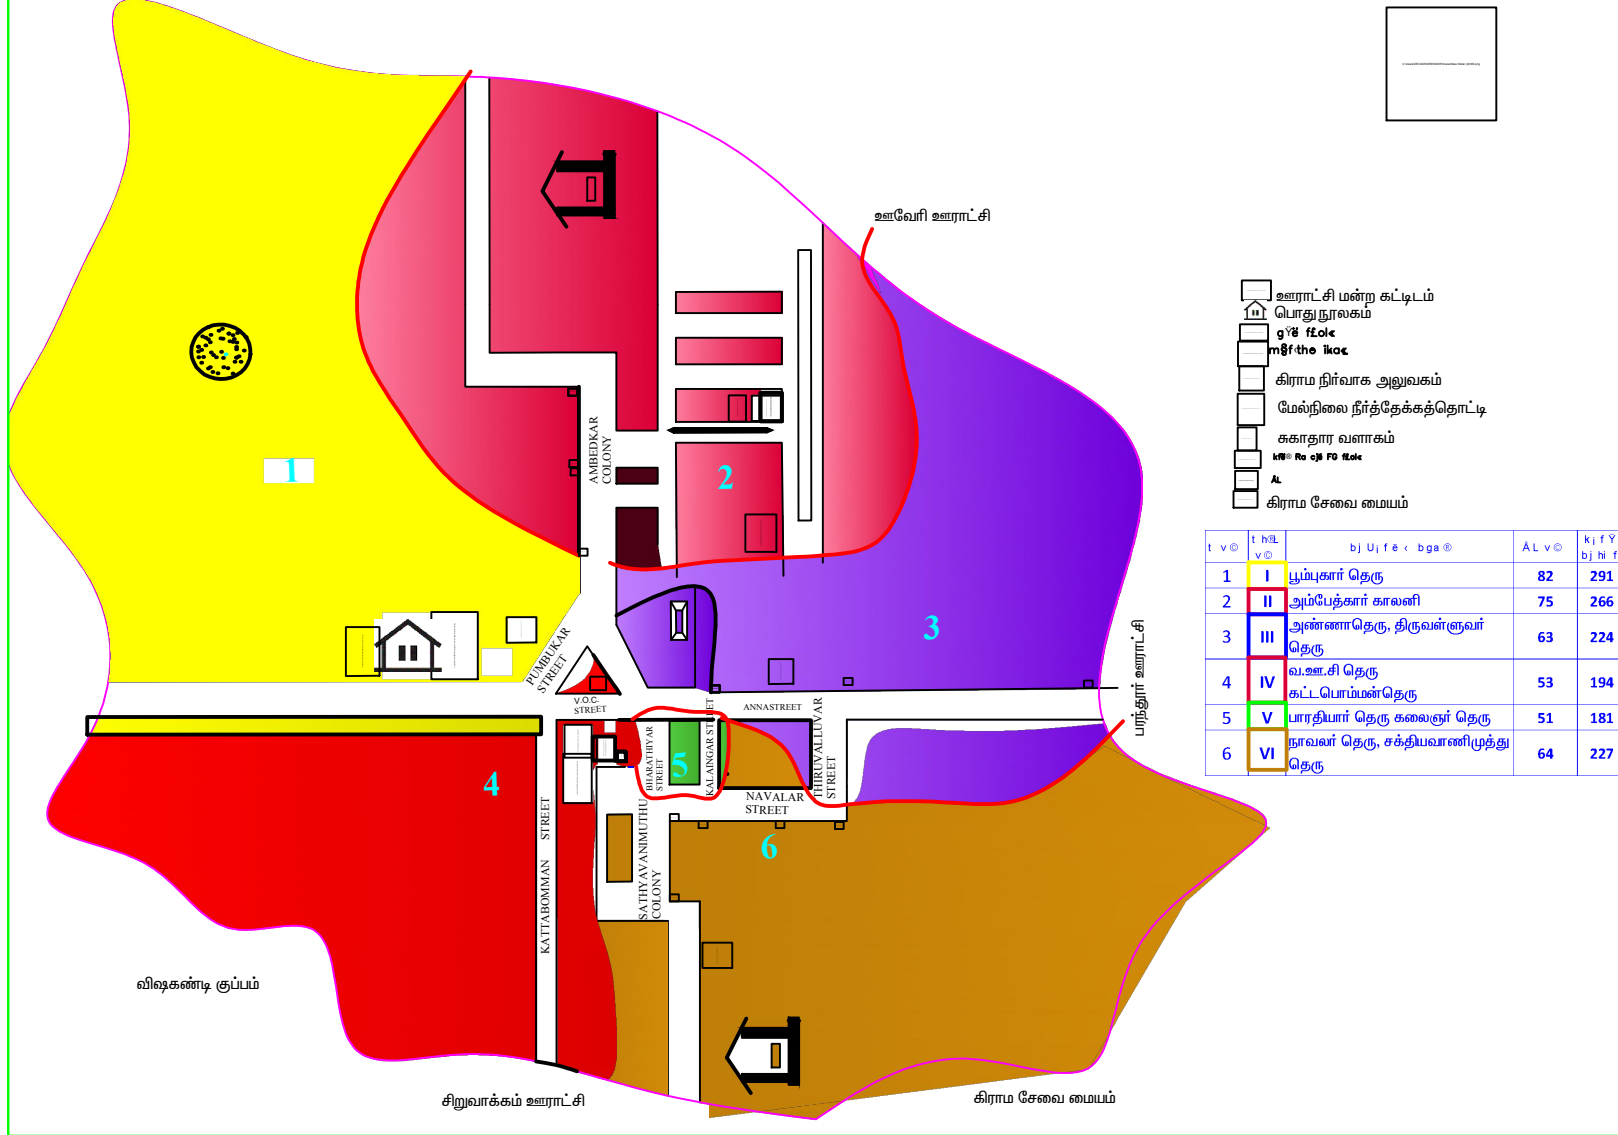 ஊவேரி ஊராட்சி
ஊராட்சி மன்ற கட்டிடம்
பொது நூலகம்
கிராம நிர்வாக அலுவகம்
மேல்நிலை நீர்த்தேக்கத்தொட்டி
சுகாதார வளாகம்
கிராம சேவை மையம்
1
2
3
4
5
6
AMBEDKAR
COLONY
PUMBUKAR
STREET
V.O.C.
STREET
ANNASTREET
BHARATHIYAR
STREET
KALAINGAR STREET
THIRUVALLUVAR
STREET
NAVALAR
STREET
KATTABOMMAN STREET
SATHYAVANIMUTHU
COLONY
பரந்தூர் ஊராட்சி
1 I பூம்புகார் தெரு 82 291
2 II அம்பேத்கார் காலனி 75 266
3 III அண்ணாதெரு, திருவள்ளுவர்
தெரு 63 224
4 IV வ.ஊ.சி தெரு
கட்டபொம்மன்தெரு 53 194
5 V பாரதியார் தெரு கலைஞர் தெரு 51 181
6 VI நாவலர் தெரு, சக்தியவாணிமுத்து
தெரு 64 227
விஷகண்டி குப்பம்
சிறுவாக்கம் ஊராட்சி
கிராம சேவை மையம்